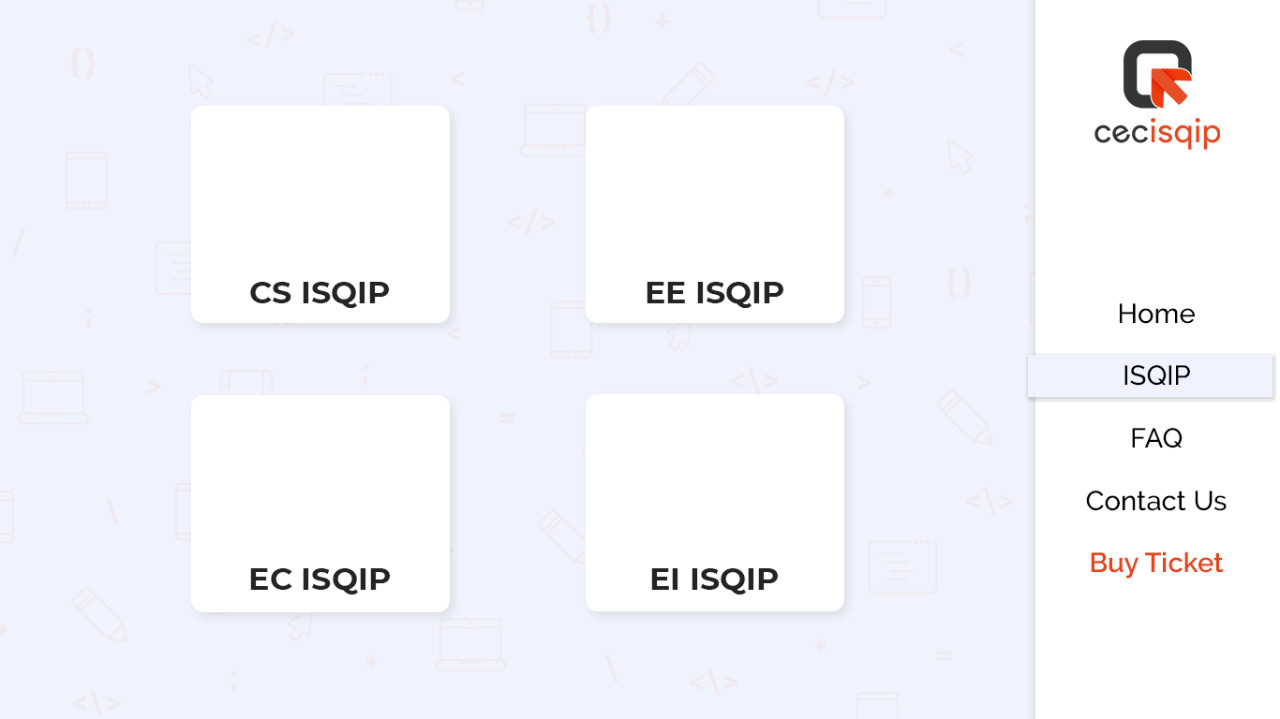 CS ISQIP
EE ISQIP
EC ISQIP
EI ISQIP
cecisqip
Home
ISQIP
FAQ
Contact Us
Buy Ticket